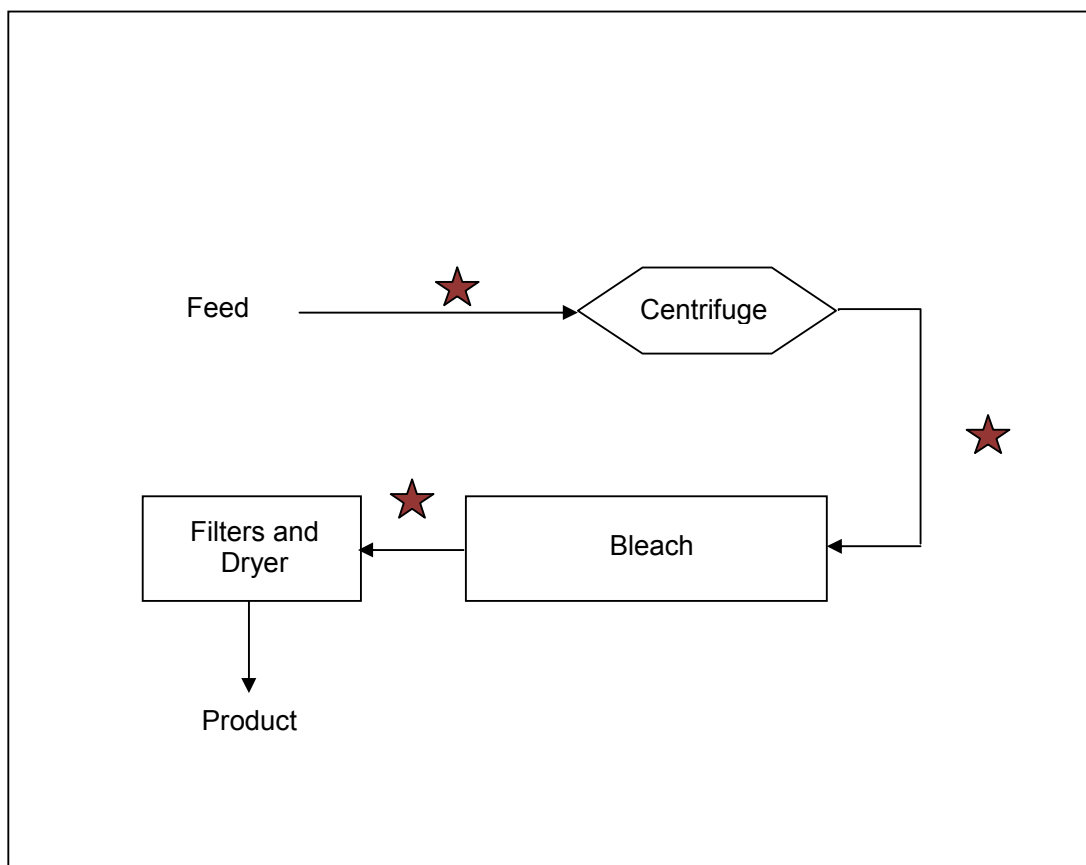 Feed
Centrifuge
Filters and
Dryer
Bleach
Product